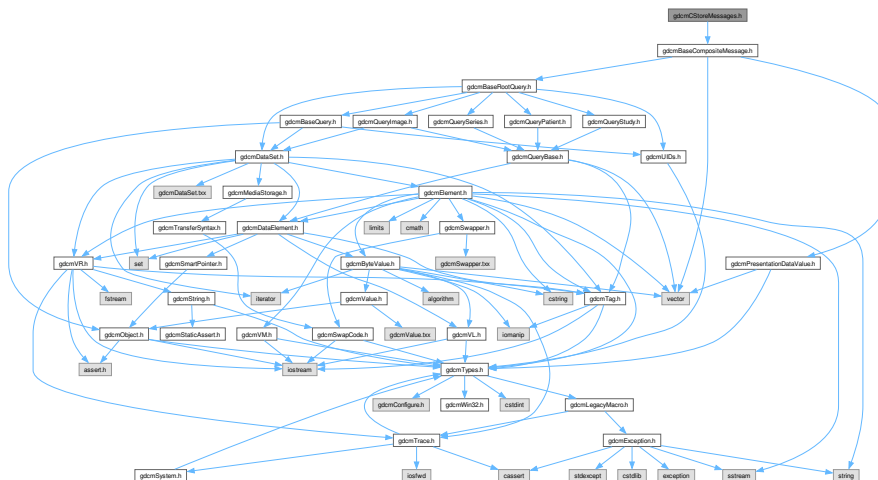 gdcmCStoreMessages.h
gdcmBaseCompositeMessage.h
gdcmBaseRootQuery.h
gdcmBaseQuery.h
gdcmQueryImage.h
gdcmQuerySeries.h
gdcmQueryPatient.h
gdcmQueryStudy.h
gdcmDataSet.h
gdcmQueryBase.h
gdcmUIDs.h
gdcmDataSet.txx
gdcmMediaStorage.h
gdcmElement.h
gdcmTransferSyntax.h
gdcmDataElement.h
limits
cmath
gdcmSwapper.h
gdcmVR.h
set
gdcmSmartPointer.h
gdcmByteValue.h
gdcmSwapper.txx
gdcmPresentationDataValue.h
fstream
gdcmString.h
iterator
gdcmValue.h
algorithm
cstring
gdcmTag.h
vector
gdcmObject.h
gdcmStaticAssert.h
gdcmVM.h
gdcmSwapCode.h
gdcmValue.txx
gdcmVL.h
iomanip
assert.h
iostream
gdcmTypes.h
gdcmConfigure.h
gdcmWin32.h
cstdint
gdcmLegacyMacro.h
gdcmTrace.h
gdcmException.h
gdcmSystem.h
iosfwd
cassert
stdexcept
cstdlib
exception
sstream
string